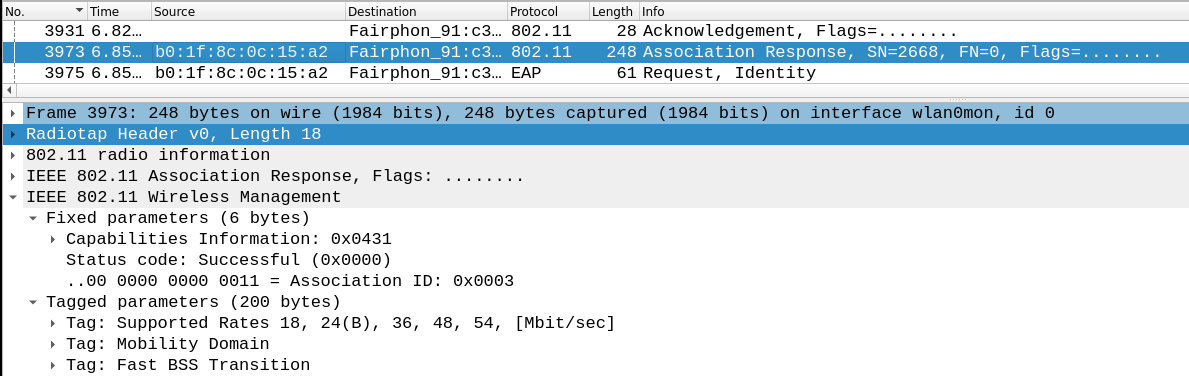 No. Time Source Destination Protocol Length Info
3931 6.82… Fairphon_91:c3… 802.11 28 Acknowledgement, Flags=........
3973 6.85… b0:1f:8c:0c:15:a2 Fairphon_91:c3… 802.11 248 Association Response, SN=2668, FN=0, Flags=........
3975 6.85… b0:1f:8c:0c:15:a2 Fairphon_91:c3… EAP 61 Request, Identity
Frame 3973: 248 bytes on wire (1984 bits), 248 bytes captured (1984 bits) on interface wlan0mon, id 0
Radiotap Header v0, Length 18
802.11 radio information
IEEE 802.11 Association Response, Flags: ........
IEEE 802.11 Wireless Management
Fixed parameters (6 bytes)
Capabilities Information: 0x0431
Status code: Successful (0x0000)
..00 0000 0000 0011 = Association ID: 0x0003
Tagged parameters (200 bytes)
Tag: Supported Rates 18, 24(B), 36, 48, 54, [Mbit/sec]
Tag: Mobility Domain
Tag: Fast BSS Transition